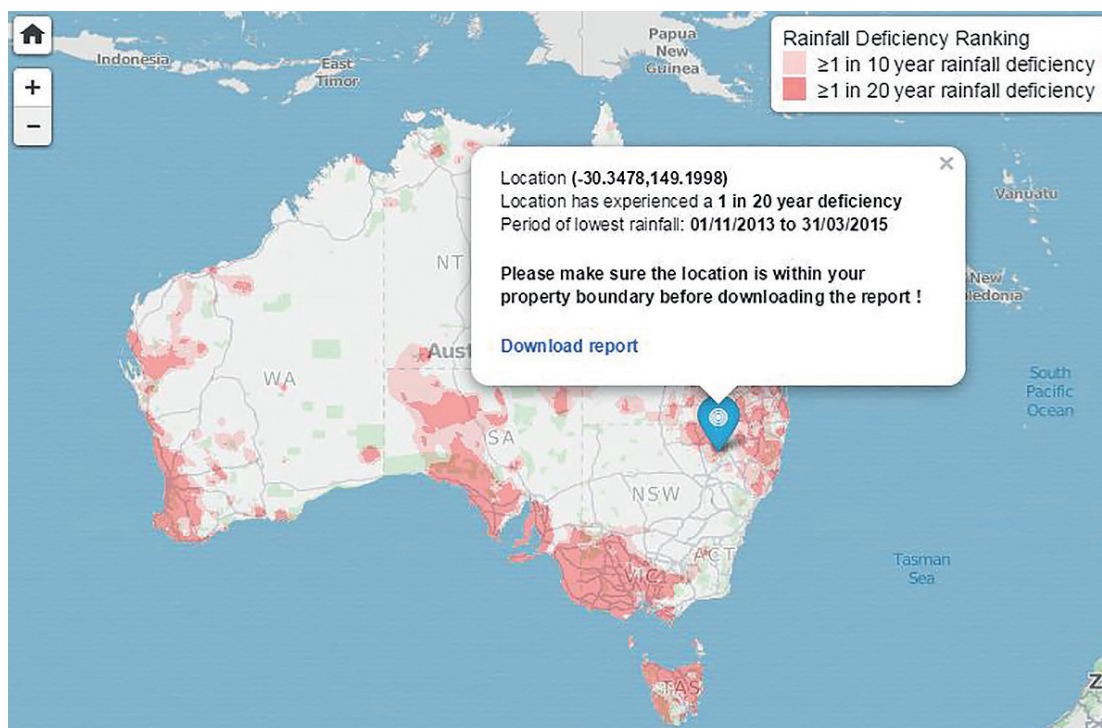 Indonesia
East
Timor
Papua
New
Guinea
Rainfall Deficiency Ranking
≥1 in 10 year rainfall deficiency
≥1 in 20 year rainfall deficiency
+
−
×
Location (-30.3478,149.1998)
Location has experienced a 1 in 20 year deficiency
Period of lowest rainfall: 01/11/2013 to 31/03/2015
Please make sure the location is within your
property boundary before downloading the report !
Download report
Vanuatu
New
NT
Aust
WA
SA
South
Pacific
Ocean
NSW
ACT
VIC
Tasman
Sea
TAS
Z